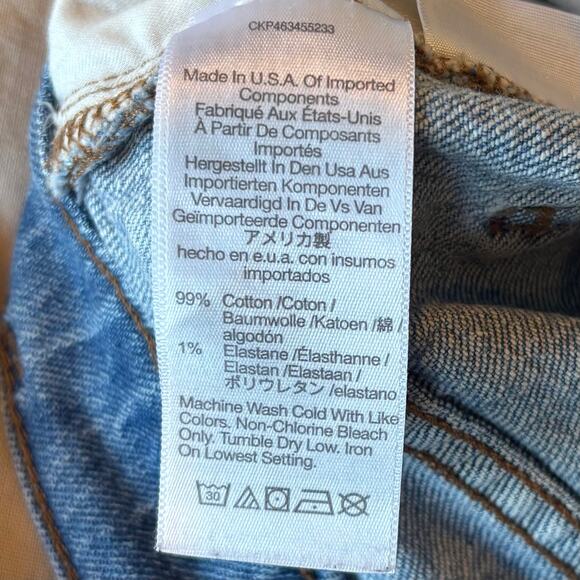 CKP463455233
Made In U.S.A. Of Imported
Components
Fabriqué Aux États-Unis
À Partir De Composants
Importés
Hergestellt In Den Usa Aus
Importierten Komponenten
Vervaardigd In De Vs Van
Geïmporteerde Componenten
アメリカ製
hecho en e.u.a. con insumos
importados
99% Cotton /Coton /
Baumwolle /Katoen /綿 /
algodón
1% Elastane /Élasthanne /
Elastan /Elastaan /
ポリウレタン /elastano
Machine Wash Cold With Like
Colors. Non-Chlorine Bleach
Only. Tumble Dry Low. Iron
On Lowest Setting.
30